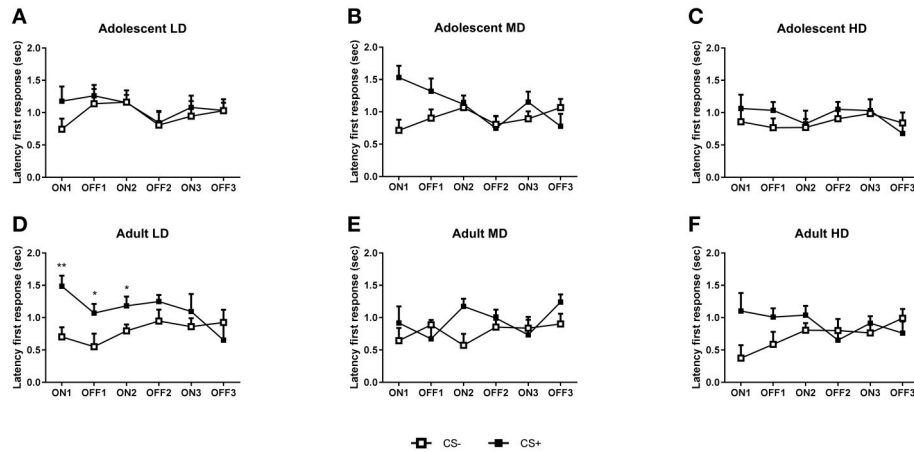 A
Adolescent LD
Latency first response (sec)
2.0
1.5
1.0
0.5
0.0
ON1 OFF1 ON2 OFF2 ON3 OFF3
B
Adolescent MD
Latency first response (sec)
2.0
1.5
1.0
0.5
0.0
ON1 OFF1 ON2 OFF2 ON3 OFF3
C
Adolescent HD
Latency first response (sec)
2.0
1.5
1.0
0.5
0.0
ON1 OFF1 ON2 OFF2 ON3 OFF3
D
Adult LD
Latency first response (sec)
2.0
1.5
1.0
0.5
0.0
** * *
ON1 OFF1 ON2 OFF2 ON3 OFF3
E
Adult MD
Latency first response (sec)
2.0
1.5
1.0
0.5
0.0
ON1 OFF1 ON2 OFF2 ON3 OFF3
F
Adult HD
Latency first response (sec)
2.0
1.5
1.0
0.5
0.0
ON1 OFF1 ON2 OFF2 ON3 OFF3
CS- CS+